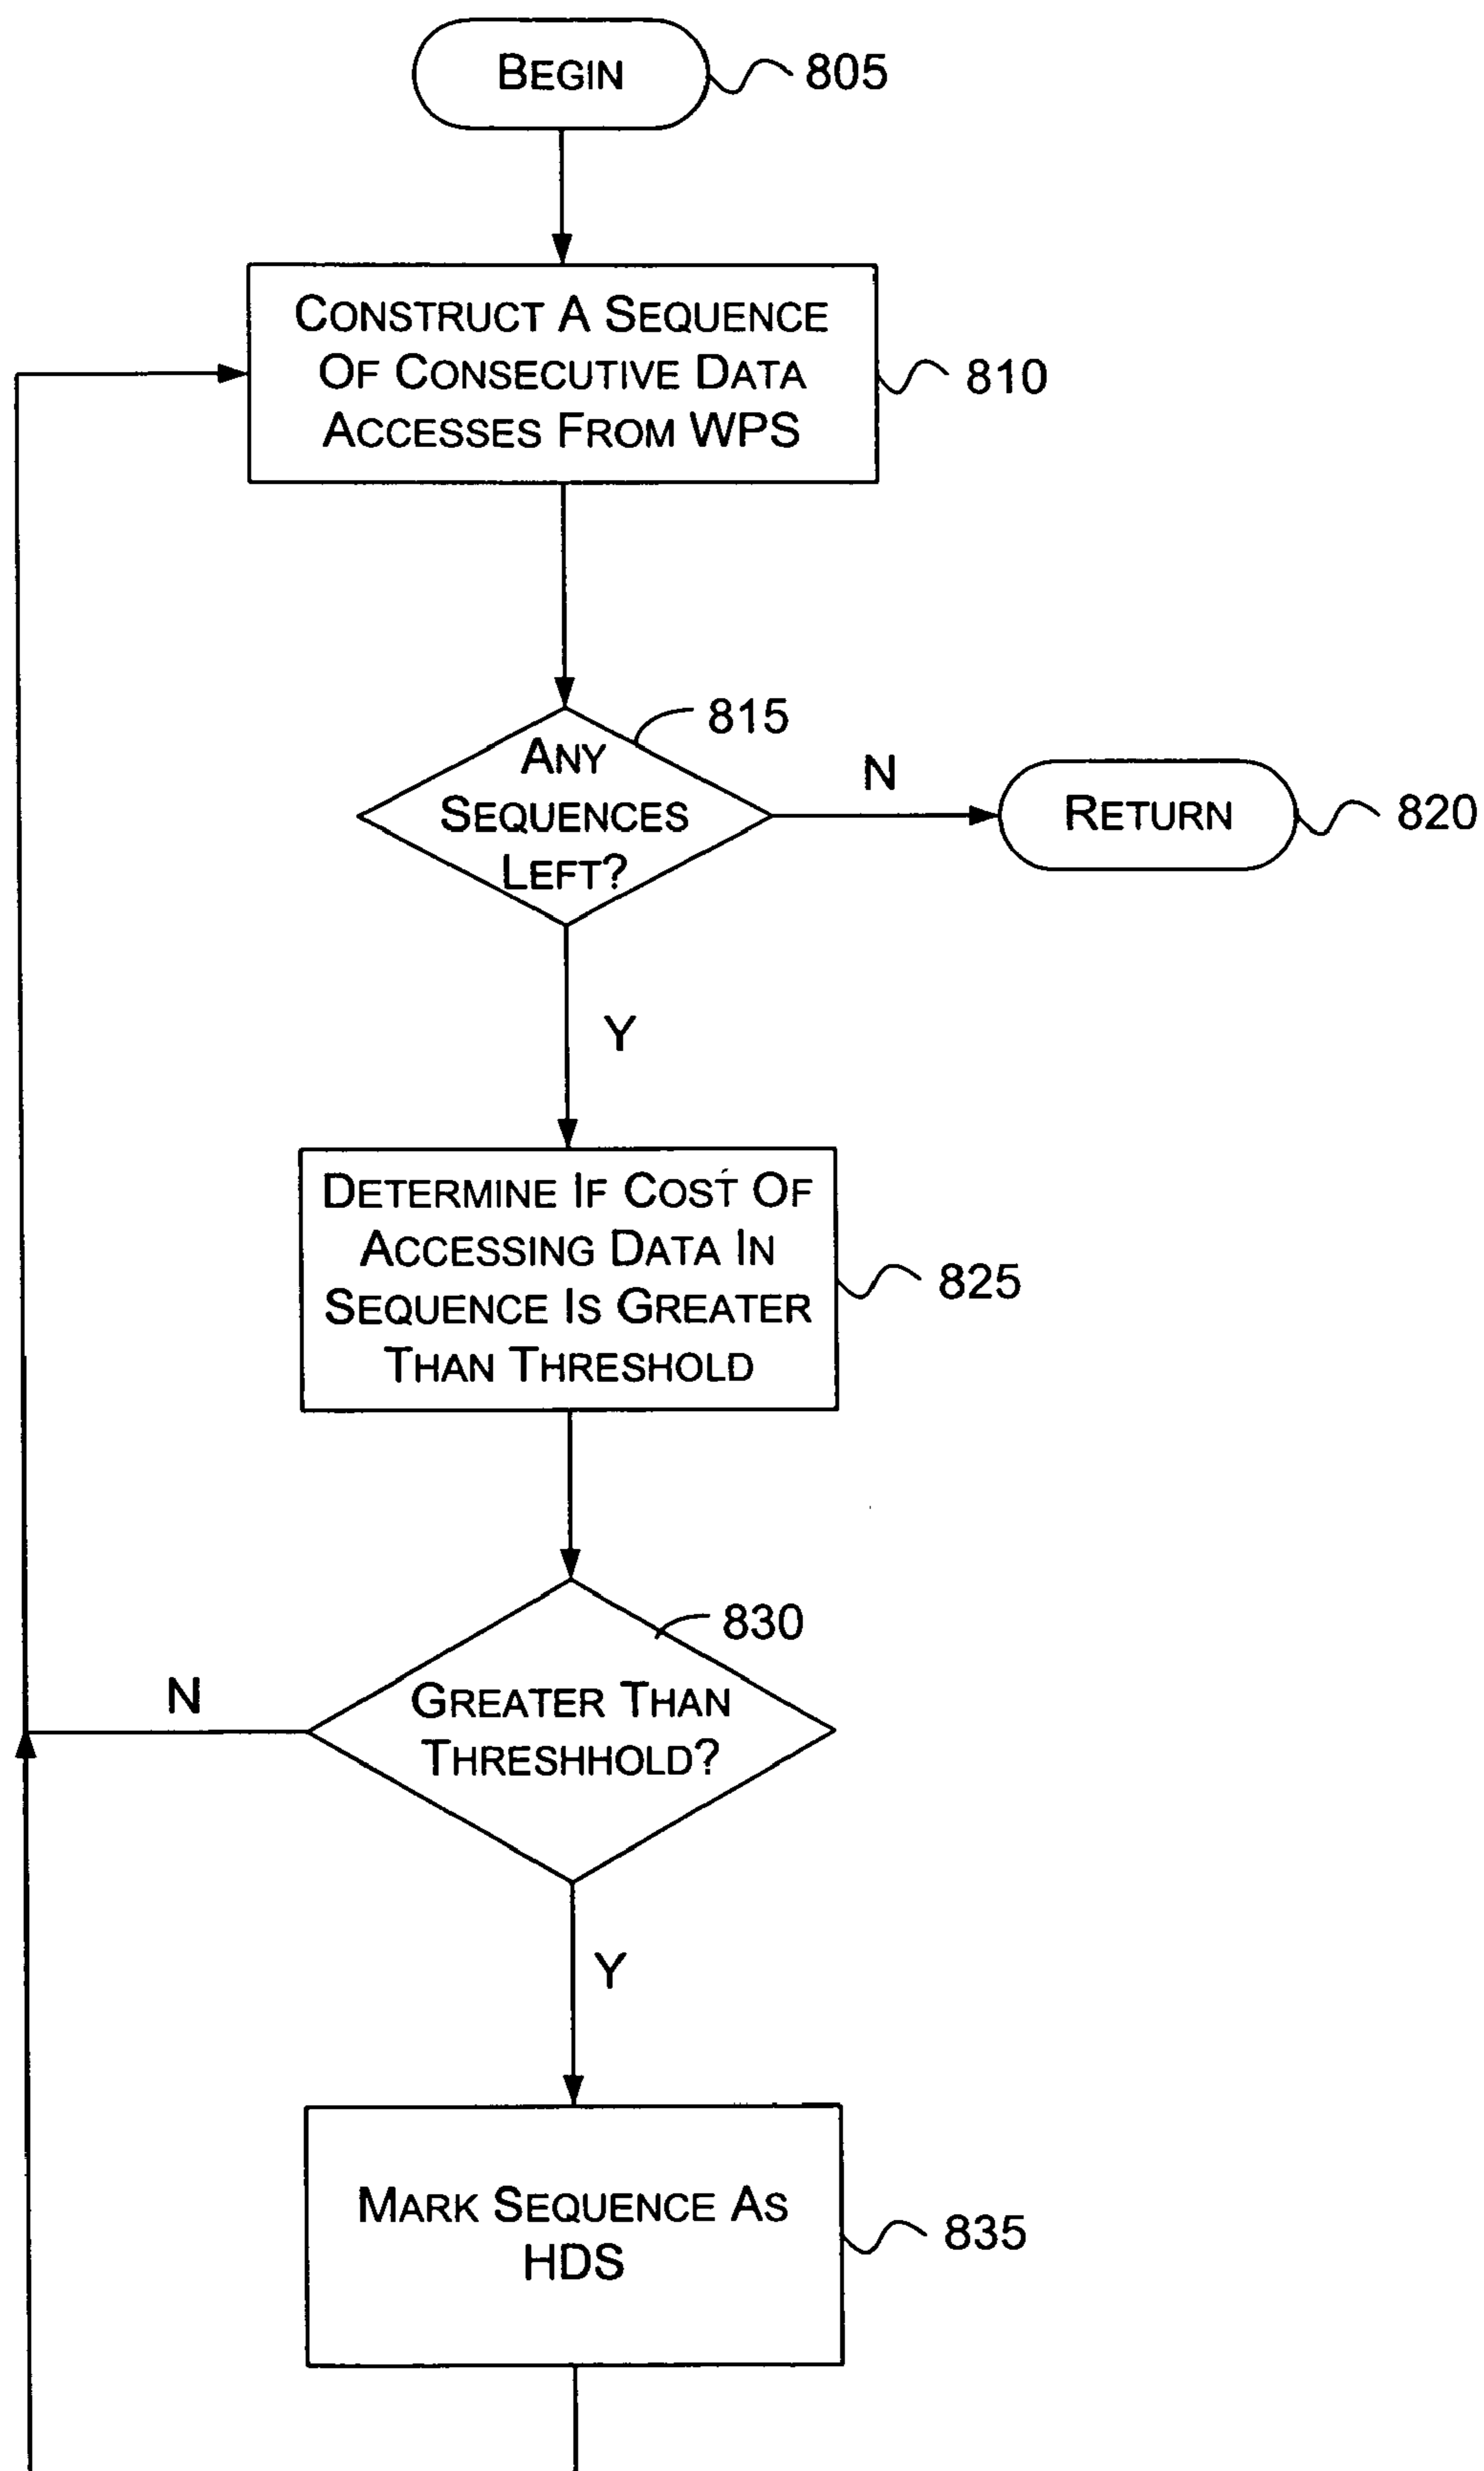 BEGIN
805
CONSTRUCT A SEQUENCE
OF CONSECUTIVE DATA
ACCESSES FROM WPS
810
815
ANY
SEQUENCES
LEFT?
N
RETURN
820
Y
DETERMINE IF COST OF
ACCESSING DATA IN
SEQUENCE IS GREATER
THAN THRESHOLD
825
830
N
GREATER THAN
THRESHHOLD?
Y
MARK SEQUENCE AS
HDS
835